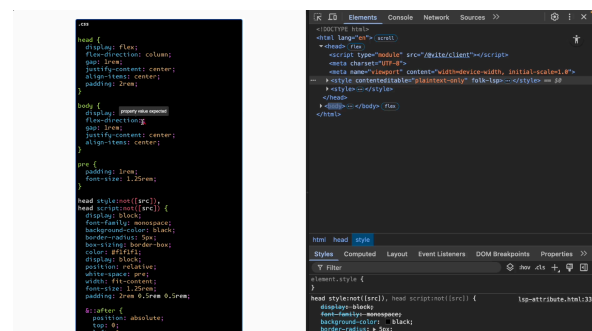 .css
head {
display: flex;
flex-direction: column;
gap: 1rem;
justify-content: center;
align-items: center;
padding: 2rem;
}
body {
display:
property value expected
flex-direction:
gap: 1rem;
justify-content: center;
align-items: center;
}
pre {
padding: 1rem;
font-size: 1.25rem;
}
head style:not([src]),
head script:not([src]) {
display: block;
font-family: monospace;
background-color: black;
border-radius: 5px;
box-sizing: border-box;
color: #f1f1f1;
display: block;
position: relative;
white-space: pre;
width: fit-content;
font-size: 1.25rem;
padding: 2rem 0.5rem 0.5rem;
&::after {
position: absolute;
top: 0;
Elements Console Network Sources
<!DOCTYPE html>
<html lang="en"> scroll
<head> flex
<script type="module" src="/@vite/client"></script>
<meta charset="UTF-8">
<meta name="viewport" content="width=device-width, initial-scale=1.0">
<style contenteditable="plaintext-only" folk-lsp>…</style> == $0
<style>…</style>
</head>
<body>…</body> flex
</html>
html head style
Styles Computed Layout Event Listeners DOM Breakpoints Properties
Filter :hov .cls
element.style {
}
head style:not([src]), head script:not([src]) { lsp-attribute.html:33
display: block;
font-family: monospace;
background-color: black;
border-radius: 5px;